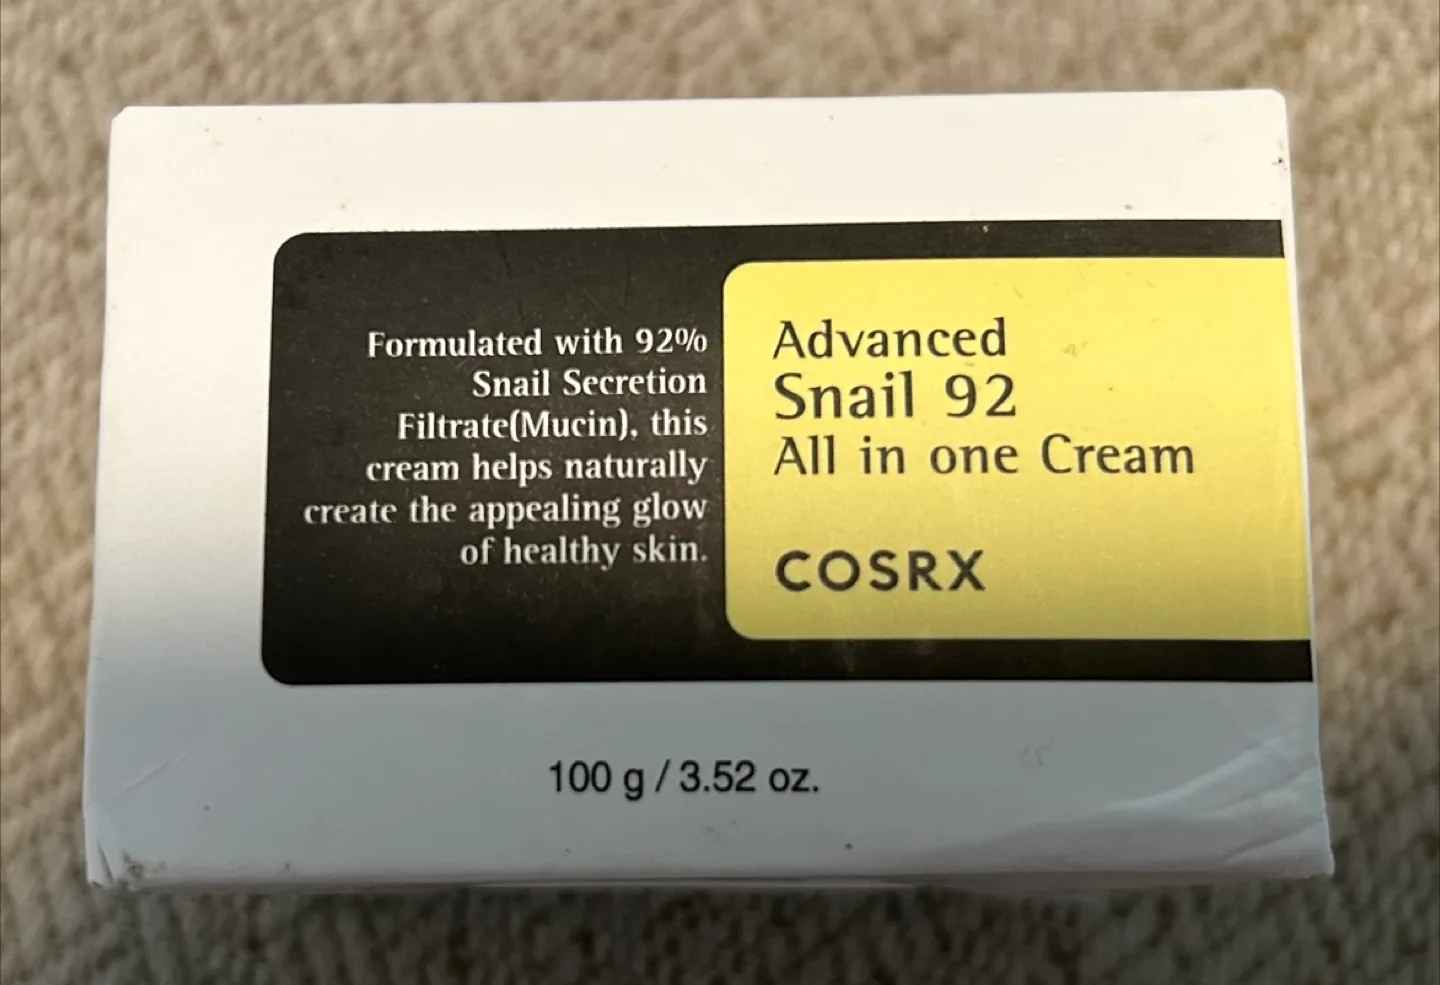 Formulated with 92%
Snail Secretion
Filtrate(Mucin), this
cream helps naturally
create the appealing glow
of healthy skin.
Advanced
Snail 92
All in one Cream
COSRX
100 g / 3.52 oz.